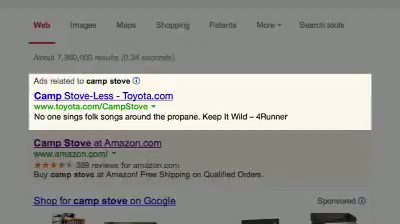 Web Images Maps Shopping Patents More Search tools
About 7,360,000 results (0.24 seconds)
Ads related to camp stove
Camp Stove-Less - Toyota.com
www.toyota.com/CampStove
No one sings folk songs around the propane. Keep It Wild – 4Runner
Camp Stove at Amazon.com
www.amazon.com/
389 reviews for amazon.com
Buy camp stove at Amazon! Free Shipping on Qualified Orders.
Shop for camp stove on Google Sponsored